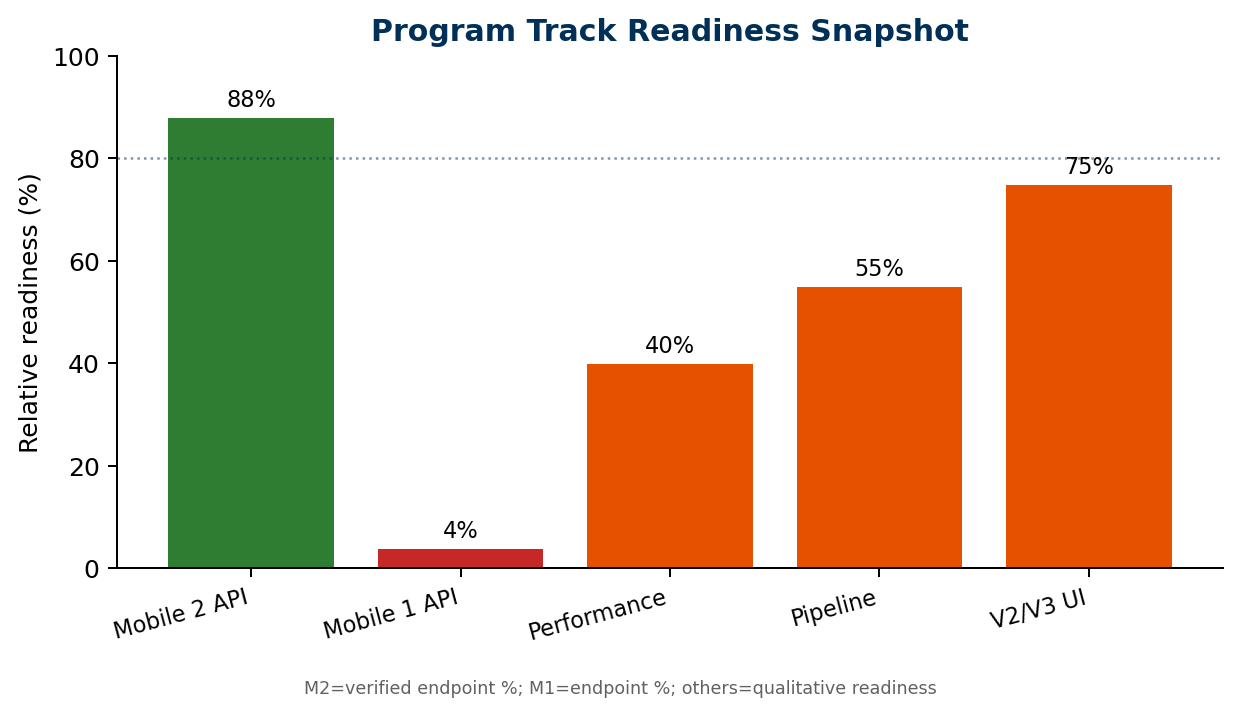 Program Track Readiness Snapshot
Relative readiness (%)
100
80
60
40
20
0
88%
4%
40%
55%
75%
Mobile 2 API
Mobile 1 API
Performance
Pipeline
V2/V3 UI
M2=verified endpoint %; M1=endpoint %; others=qualitative readiness